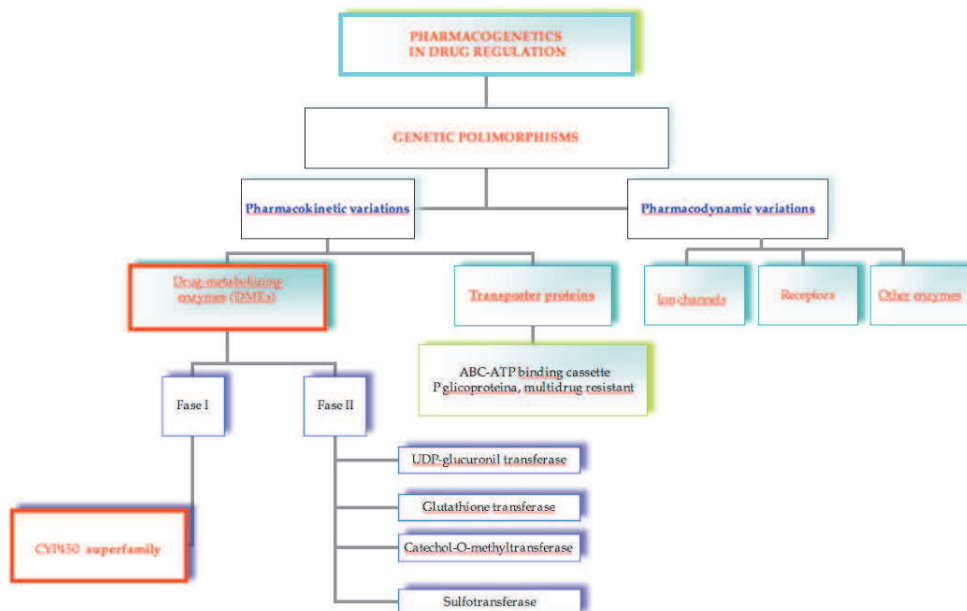 PHARMACOGENETICS
IN DRUG REGULATION
GENETIC POLIMORPHISMS
Pharmacokinetic variations
Pharmacodynamic variations
Drug-metabolizing
enzymes (DMEs)
Transporter proteins
Ion channels
Receptors
Other enzymes
ABC-ATP binding cassette
P glicoproteina, multidrug resistant
Fase I
Fase II
UDP-glucuronil transferase
Glutathione transferase
CYP450 superfamily
Catechol-O-methyltransferase
Sulfotransferase